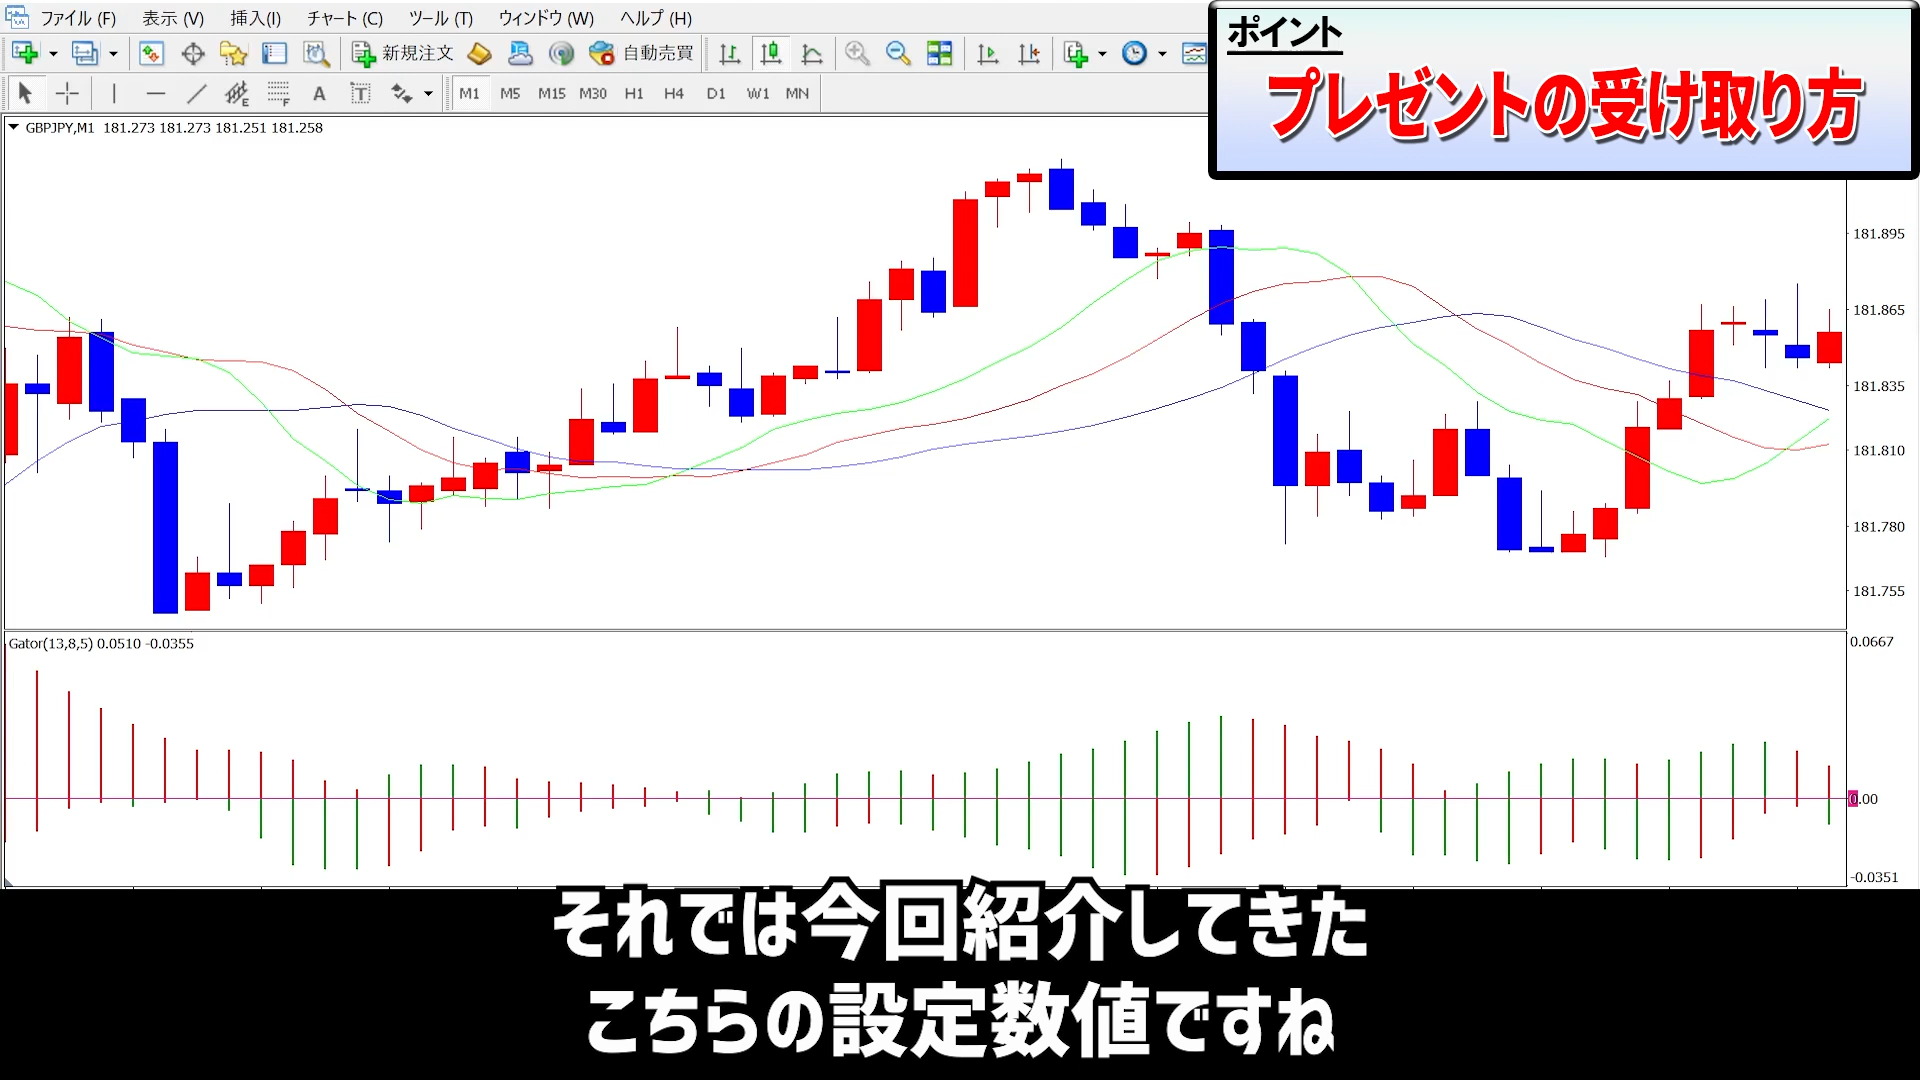 ファイル (F) 表示 (V) 挿入(I) チャート (C) ツール (T) ウィンドウ (W) ヘルプ (H)
新規注文 自動売買
A T M1 M5 M15 M30 H1 H4 D1 W1 MN
ポイント
プレゼントの受け取り方
GBPJPY,M1 181.273 181.273 181.251 181.258
181.895
181.865
181.835
181.810
181.780
181.755
Gator(13,8,5) 0.0510 -0.0355
0.0667
0.00
-0.0351
それでは今回紹介してきた
こちらの設定数値ですね